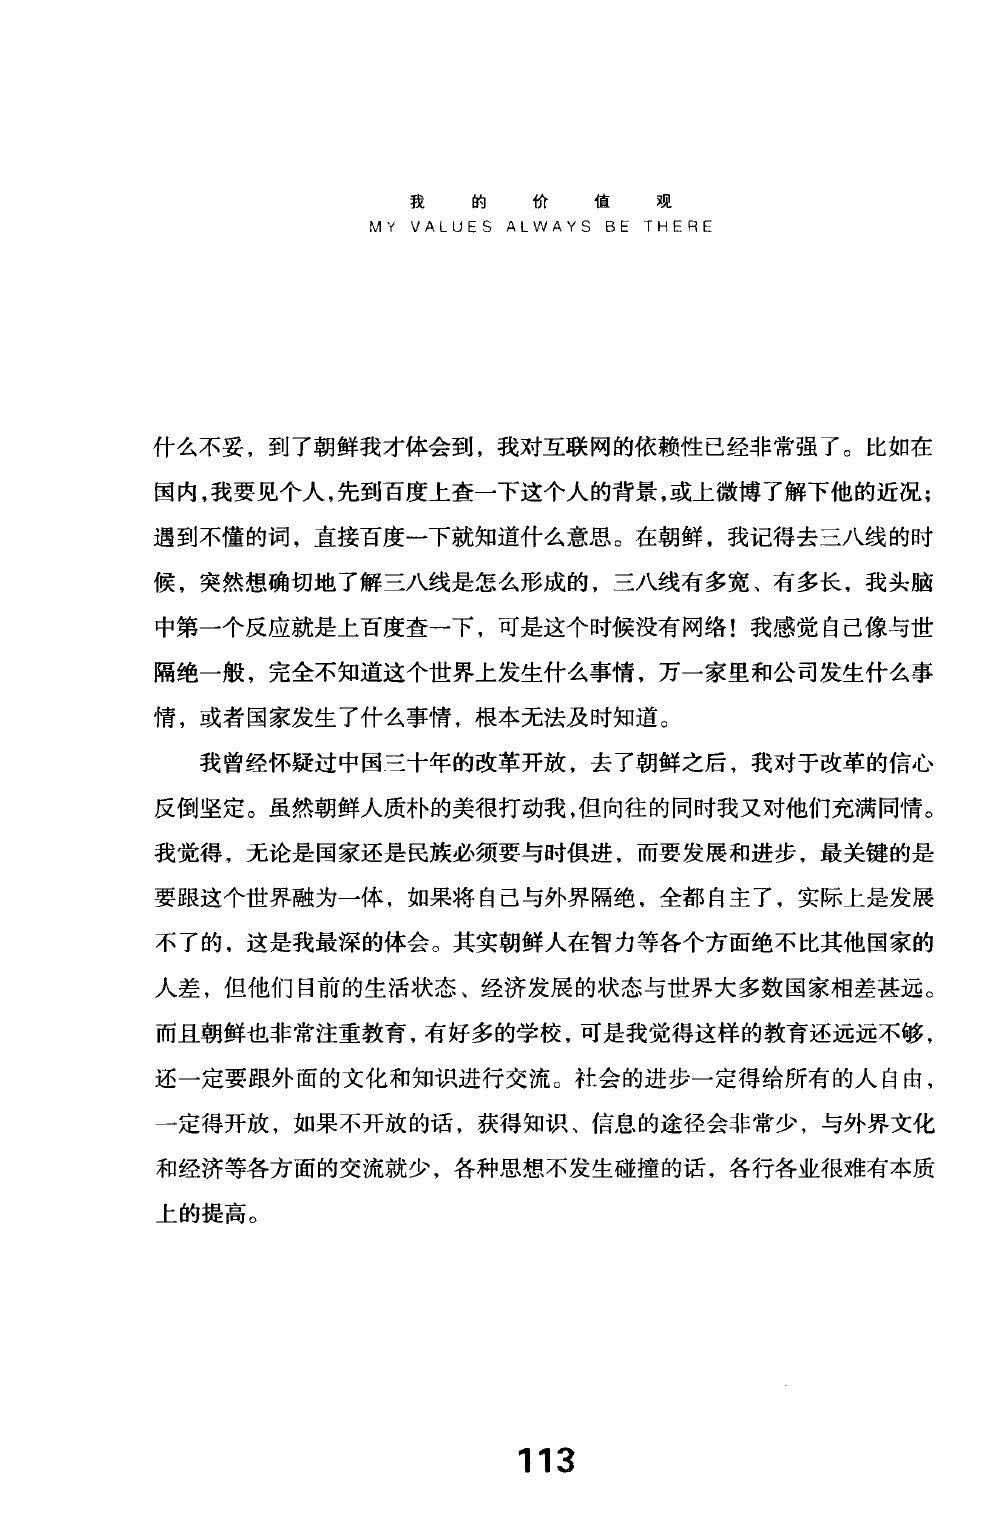 我的价值观
MY VALUES ALWAYS BE THERE
什么不妥，到了朝鲜我才体会到，我对互联网的依赖性已经非常强了。比如在
国内，我要见个人，先到百度上查一下这个人的背景，或上微博了解下他的近况；
遇到不懂的词，直接百度一下就知道什么意思。在朝鲜，我记得去三八线的时
候，突然想确切地了解三八线是怎么形成的，三八线有多宽、有多长，我头脑
中第一个反应就是上百度查一下，可是这个时候没有网络！我感觉自己像与世
隔绝一般，完全不知道这个世界上发生什么事情，万一家里和公司发生什么事
情，或者国家发生了什么事情，根本无法及时知道。
我曾经怀疑过中国三十年的改革开放，去了朝鲜之后，我对于改革的信心
反倒坚定。虽然朝鲜人质朴的美很打动我，但向往的同时我又对他们充满同情。
我觉得，无论是国家还是民族必须要与时俱进，而要发展和进步，最关键的是
要跟这个世界融为一体，如果将自己与外界隔绝，全都自主了，实际上是发展
不了的，这是我最深的体会。其实朝鲜人在智力等各个方面绝不比其他国家的
人差，但他们目前的生活状态、经济发展的状态与世界大多数国家相差甚远。
而且朝鲜也非常注重教育，有好多的学校，可是我觉得这样的教育还远远不够，
还一定要跟外面的文化和知识进行交流。社会的进步一定得给所有的人自由，
一定得开放，如果不开放的话，获得知识、信息的途径会非常少，与外界文化
和经济等各方面的交流就少，各种思想不发生碰撞的话，各行各业很难有本质
上的提高。
113